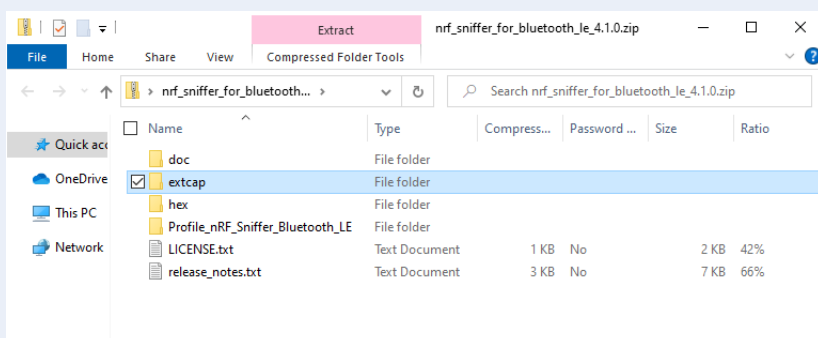 Extract nrf_sniffer_for_bluetooth_le_4.1.0.zip
File Home Share View Compressed Folder Tools
nrf_sniffer_for_bluetooth... Search nrf_sniffer_for_bluetooth_le_4.1.0.zip
Name Type Compress... Password ... Size Ratio
Quick acc
doc File folder
OneDrive extcap File folder
hex File folder
This PC
Profile_nRF_Sniffer_Bluetooth_LE File folder
Network LICENSE.txt Text Document 1 KB No 2 KB 42%
release_notes.txt Text Document 3 KB No 7 KB 66%